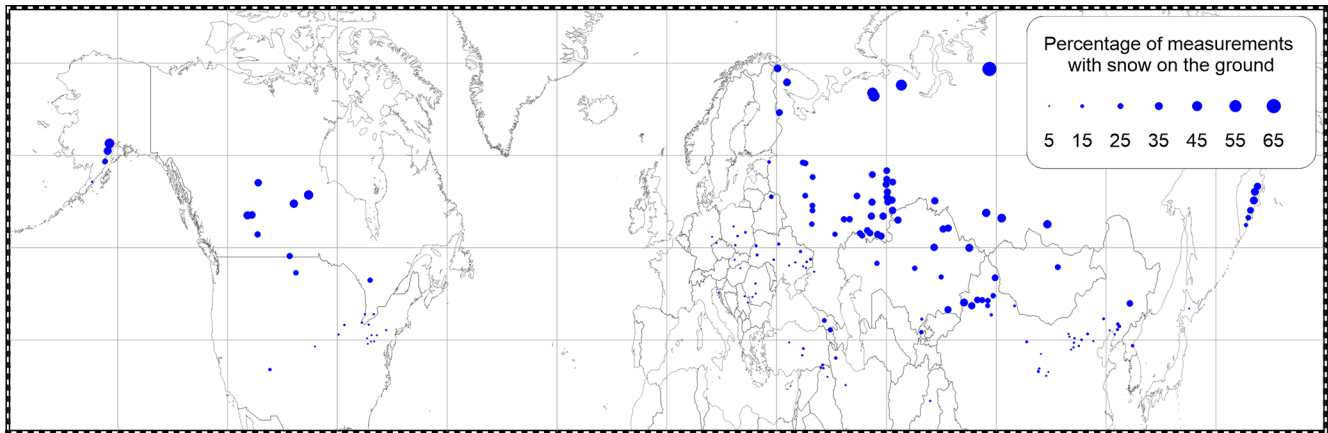 Percentage of measurements
with snow on the ground
5 15 25 35 45 55 65